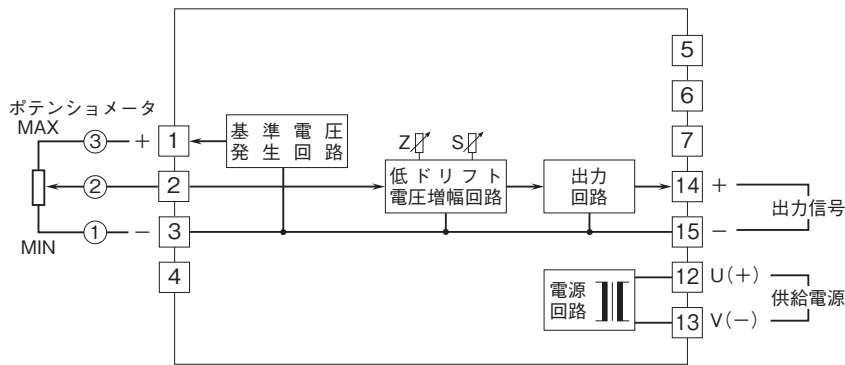 ポテンショメータ
MAX
③ +
②
① −
MIN
1
2
3
4
基準電圧
発生回路
Z
S
低ドリフト
電圧増幅回路
出力
回路
電源
回路
5
6
7
14 +
15 −
出力信号
12 U(+)
13 V(−)
供給電源